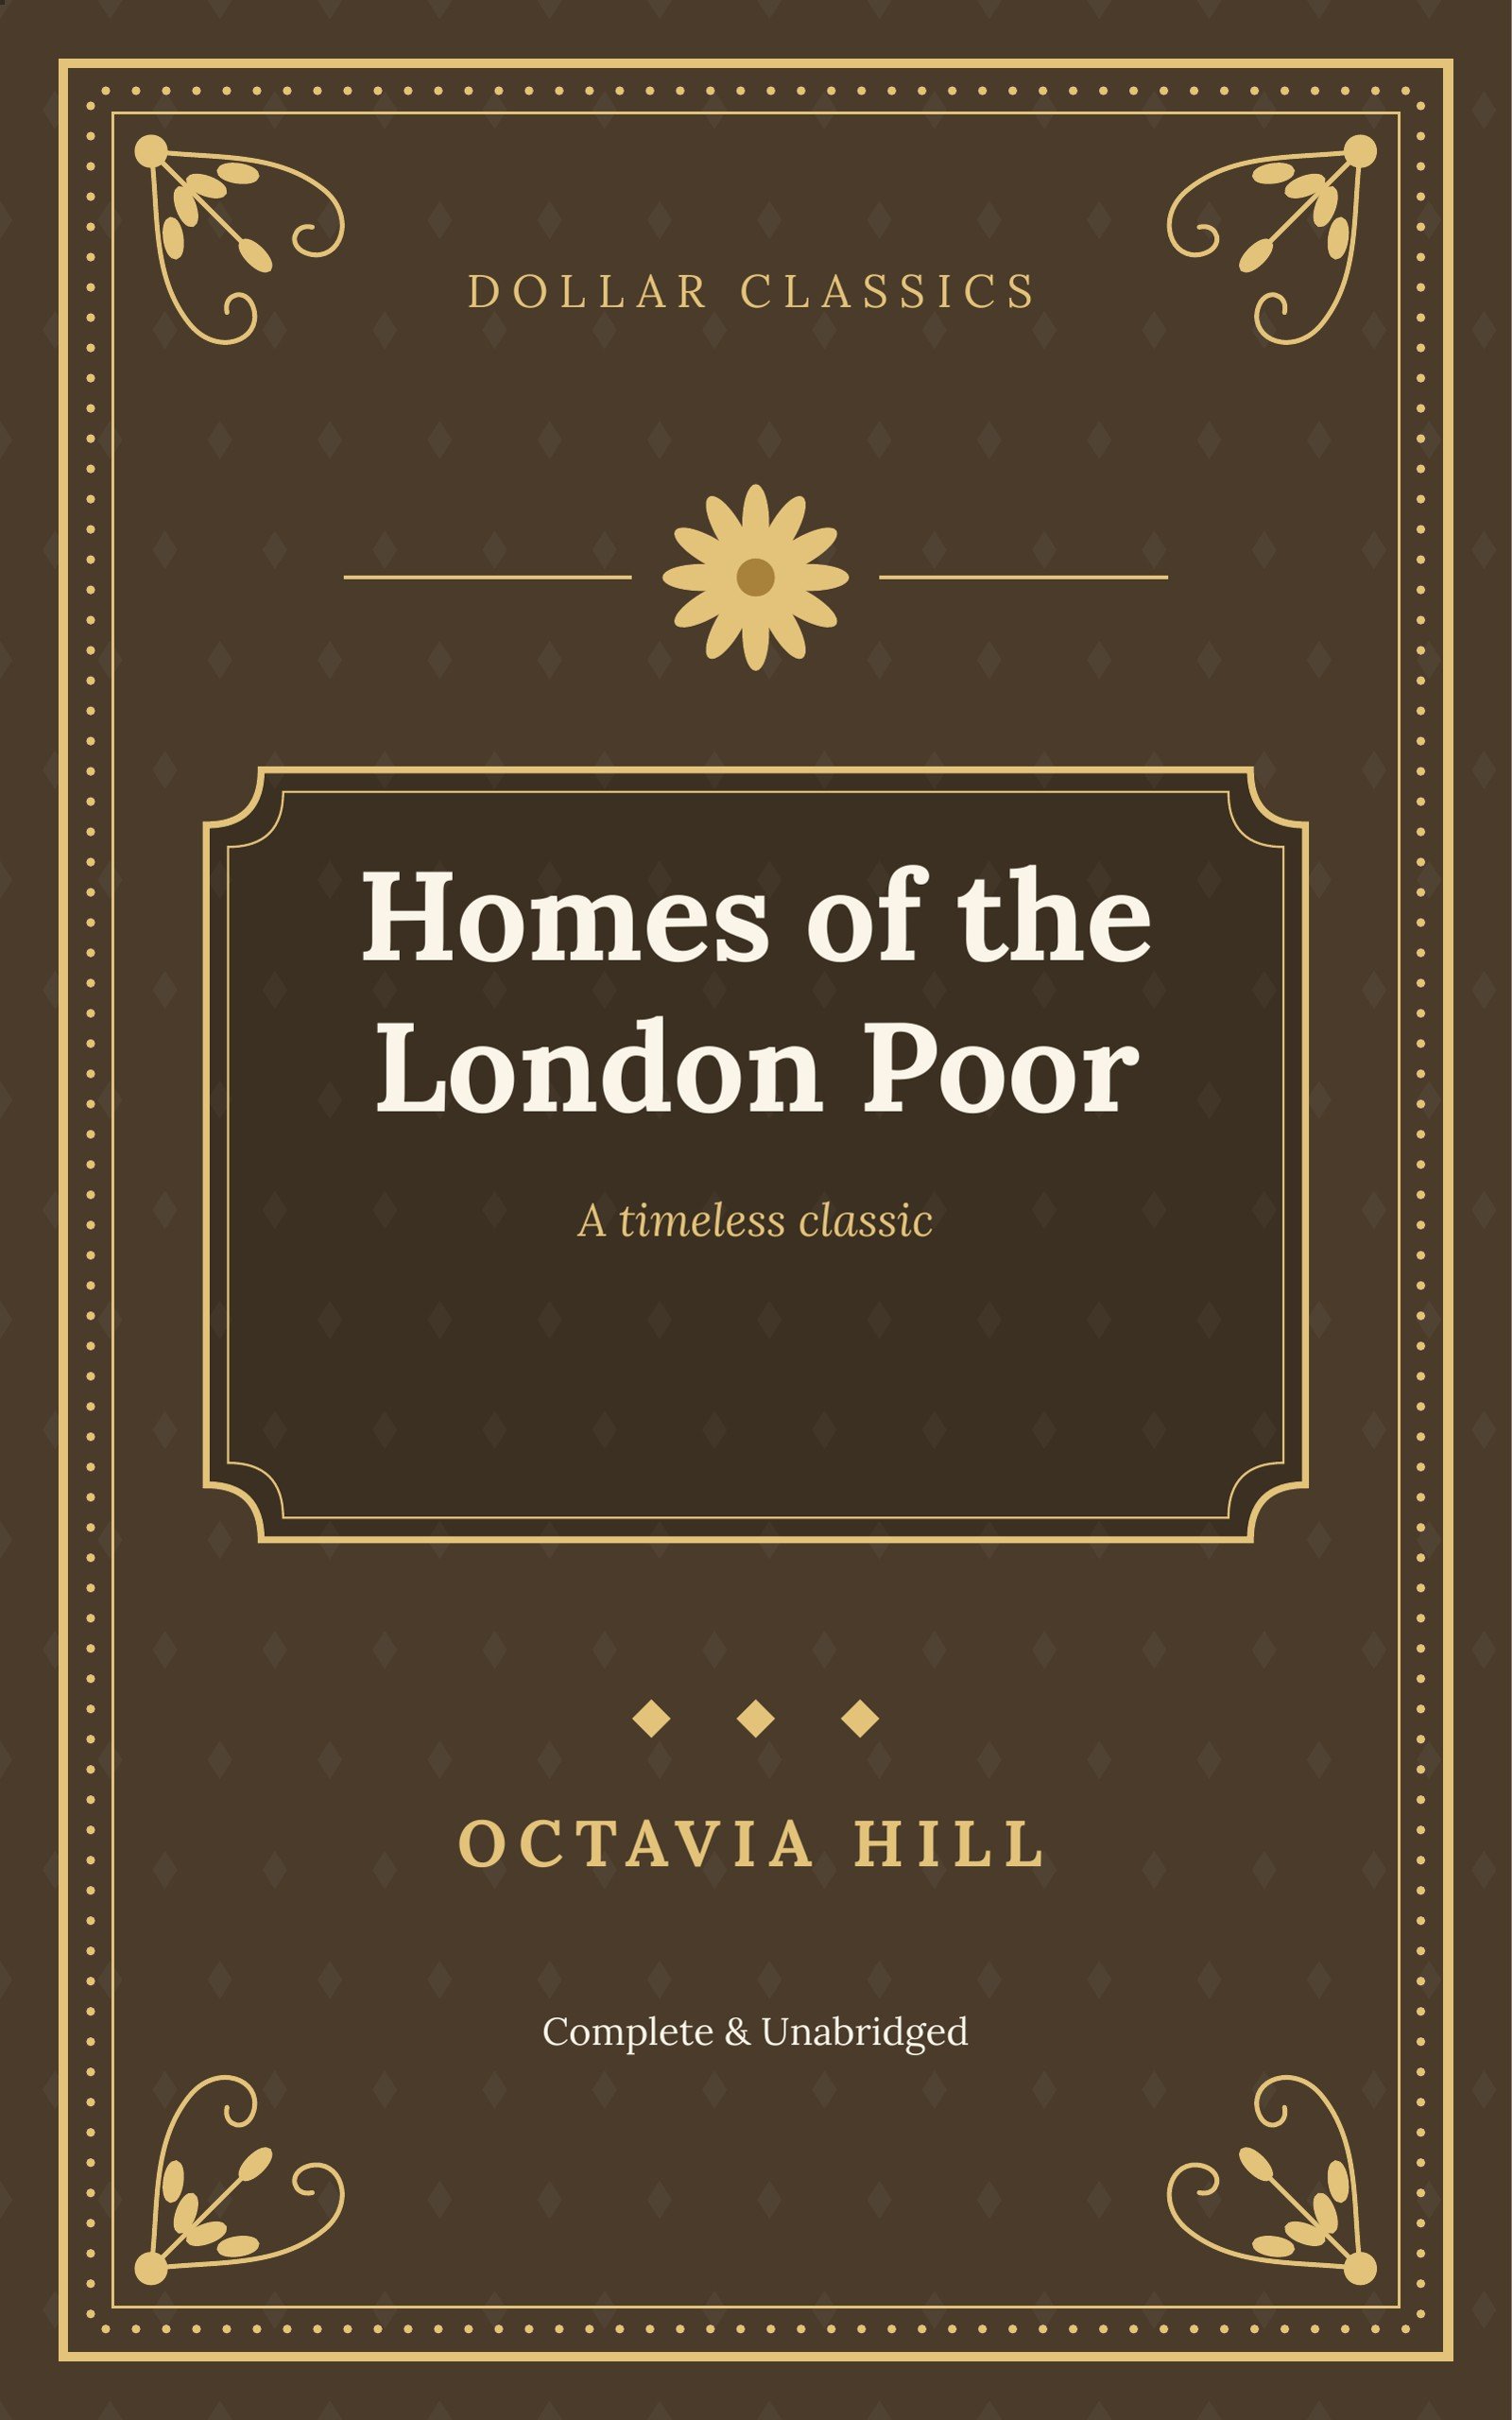 DOLLAR CLASSICS
Homes of the
London Poor
A timeless classic
OCTAVIA HILL
Complete & Unabridged